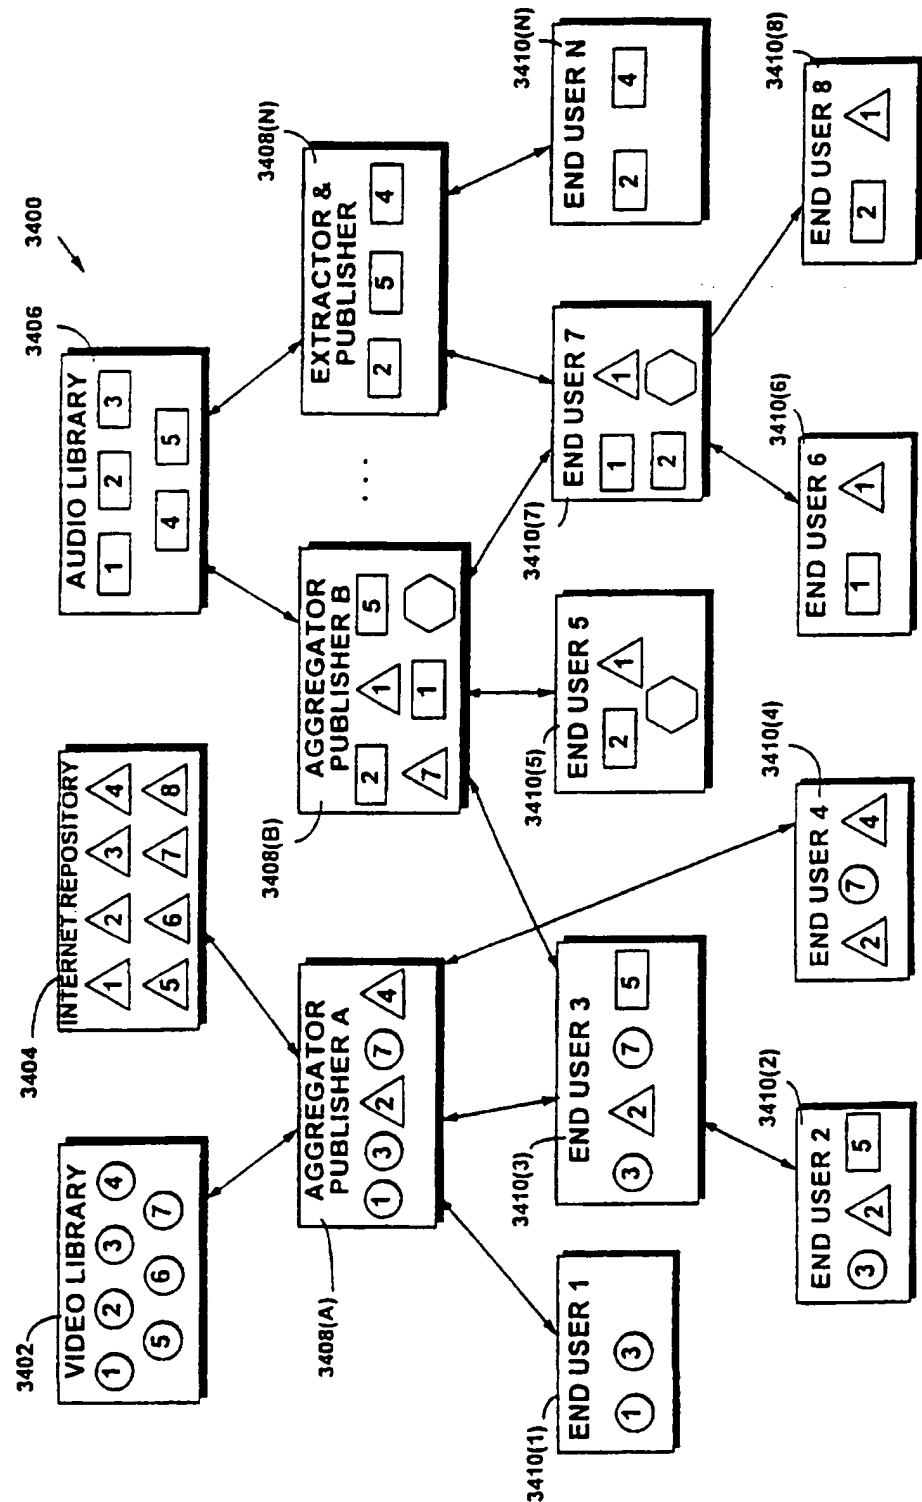 3400
3402
VIDEO LIBRARY
1 2 3 4
5 6 7
3404
INTERNET REPOSITORY
1 2 3 4
5 6 7 8
3406
AUDIO LIBRARY
1 2 3
4 5
3408(A)
AGGREGATOR
PUBLISHER A
1 3 2 7 4
3408(B)
AGGREGATOR
PUBLISHER B
2 1 5
7 1
...
3408(N)
EXTRACTOR &
PUBLISHER
2 5 4
3410(1)
END USER 1
1 3
3410(3)
END USER 3
3 2 7 5
3410(5)
END USER 5
2 1
3410(7)
END USER 7
1 1
2
3410(N)
END USER N
2 4
3410(2)
END USER 2
3 2 5
3410(4)
END USER 4
2 7 4
3410(6)
END USER 6
1 1
3410(8)
END USER 8
2 1